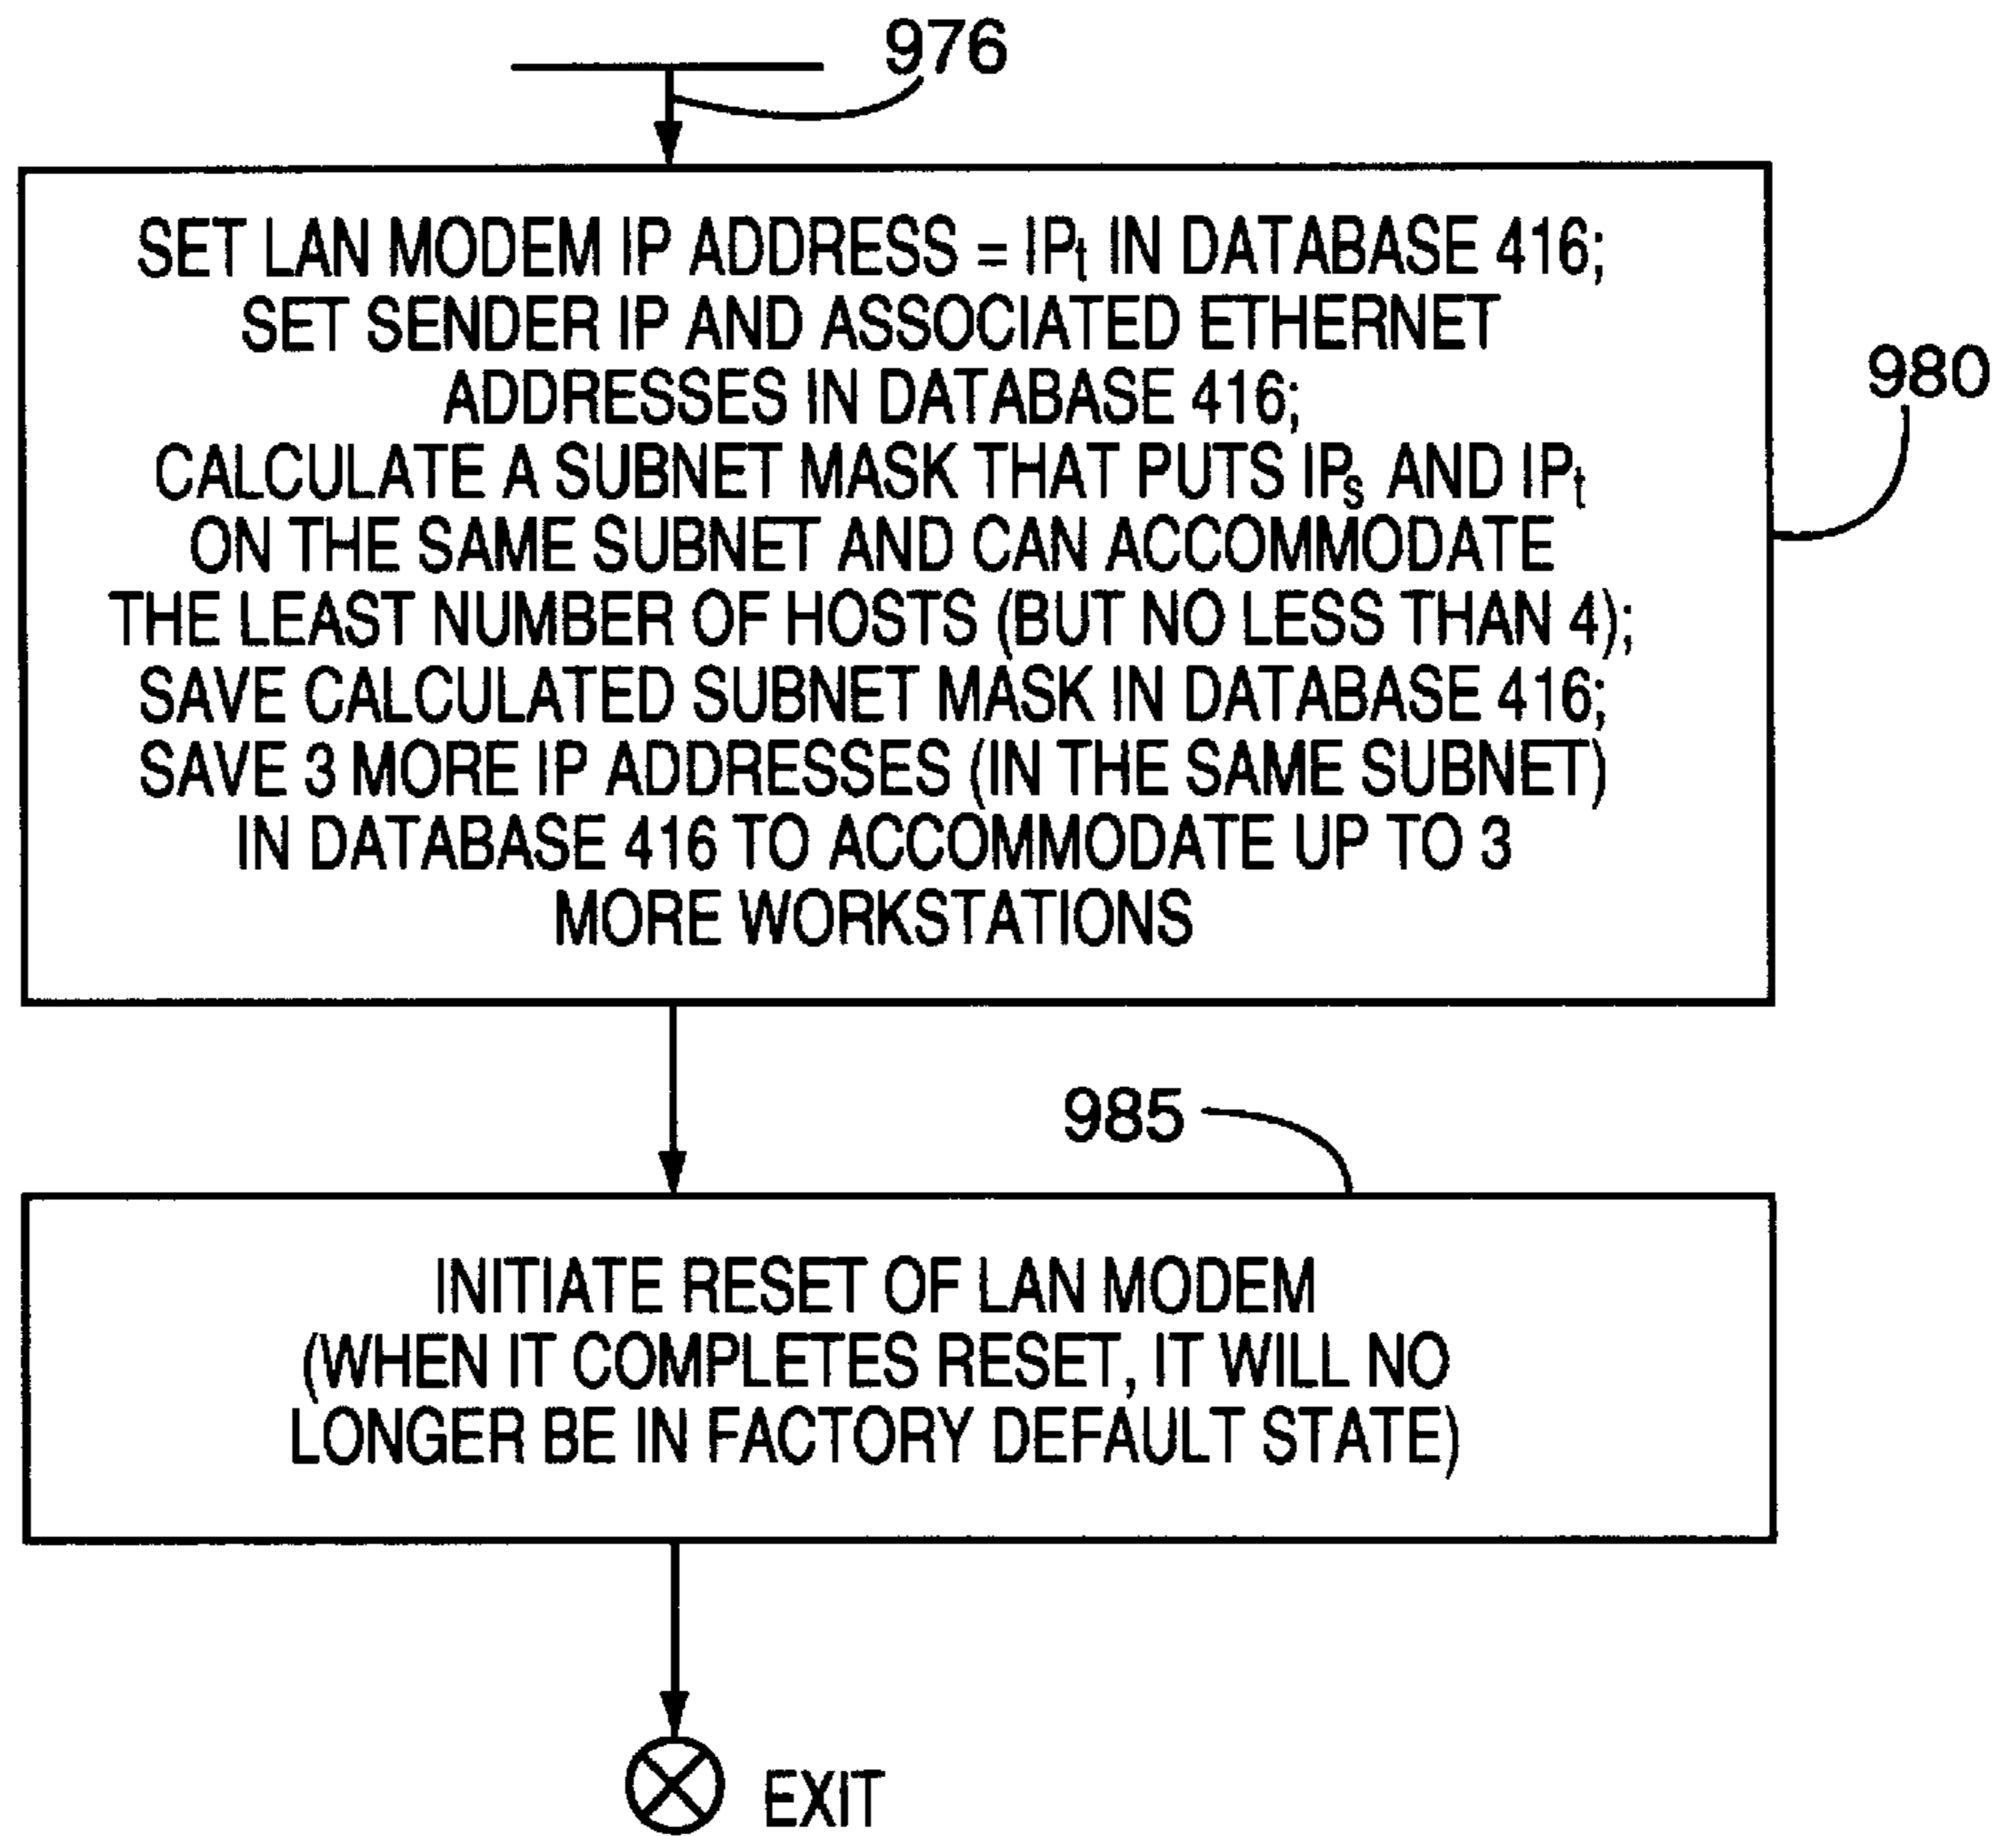 976
SET LAN MODEM IP ADDRESS = IPt IN DATABASE 416;
SET SENDER IP AND ASSOCIATED ETHERNET
ADDRESSES IN DATABASE 416;
980
CALCULATE A SUBNET MASK THAT PUTS IPs AND IPt
ON THE SAME SUBNET AND CAN ACCOMMODATE
THE LEAST NUMBER OF HOSTS (BUT NO LESS THAN 4);
SAVE CALCULATED SUBNET MASK IN DATABASE 416;
SAVE 3 MORE IP ADDRESSES (IN THE SAME SUBNET)
IN DATABASE 416 TO ACCOMMODATE UP TO 3
MORE WORKSTATIONS
985
INITIATE RESET OF LAN MODEM
(WHEN IT COMPLETES RESET, IT WILL NO
LONGER BE IN FACTORY DEFAULT STATE)
EXIT